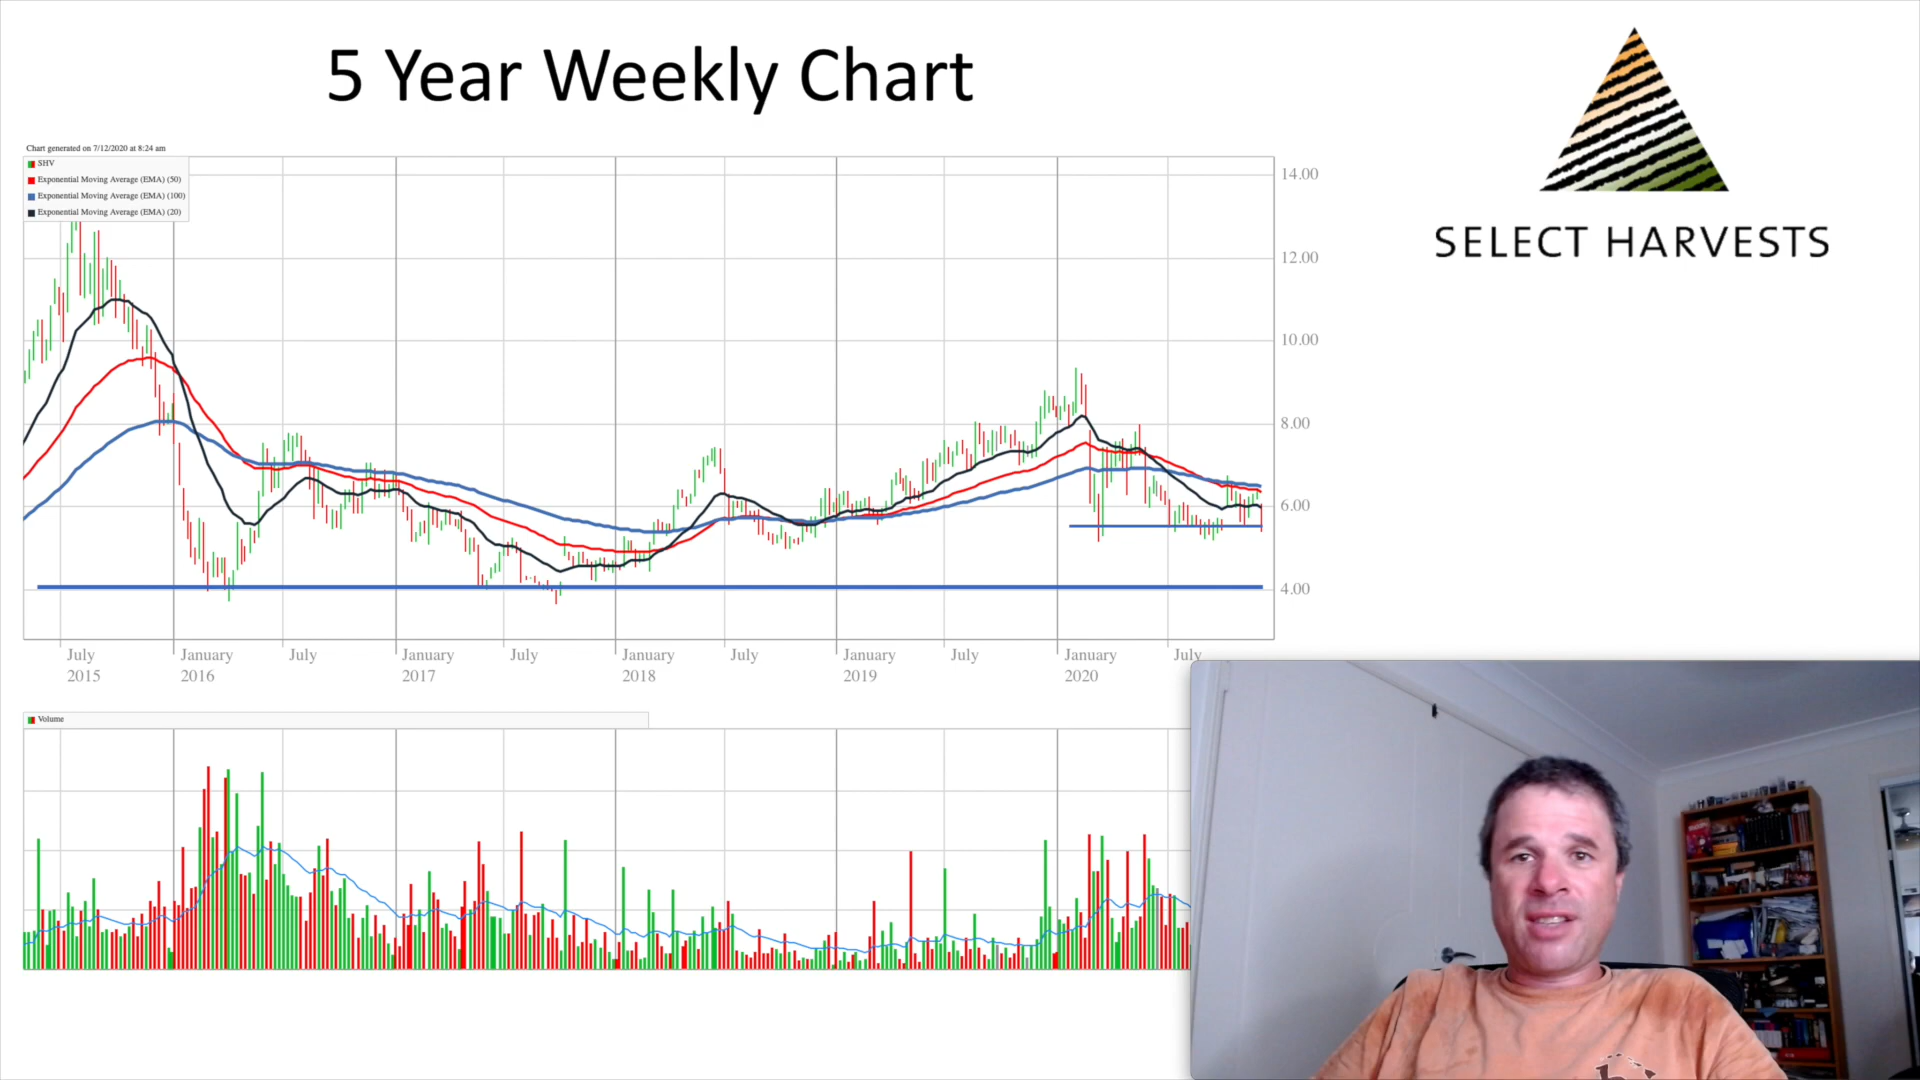 5 Year Weekly Chart
SELECT HARVESTS
Chart generated on 7/12/2020 at 8:24 am
SHV
Exponential Moving Average (EMA) (50)
Exponential Moving Average (EMA) (100)
Exponential Moving Average (EMA) (20)
14.00
12.00
10.00
8.00
6.00
4.00
July January July January July January July January July January July
2015 2016 2017 2018 2019 2020
Volume